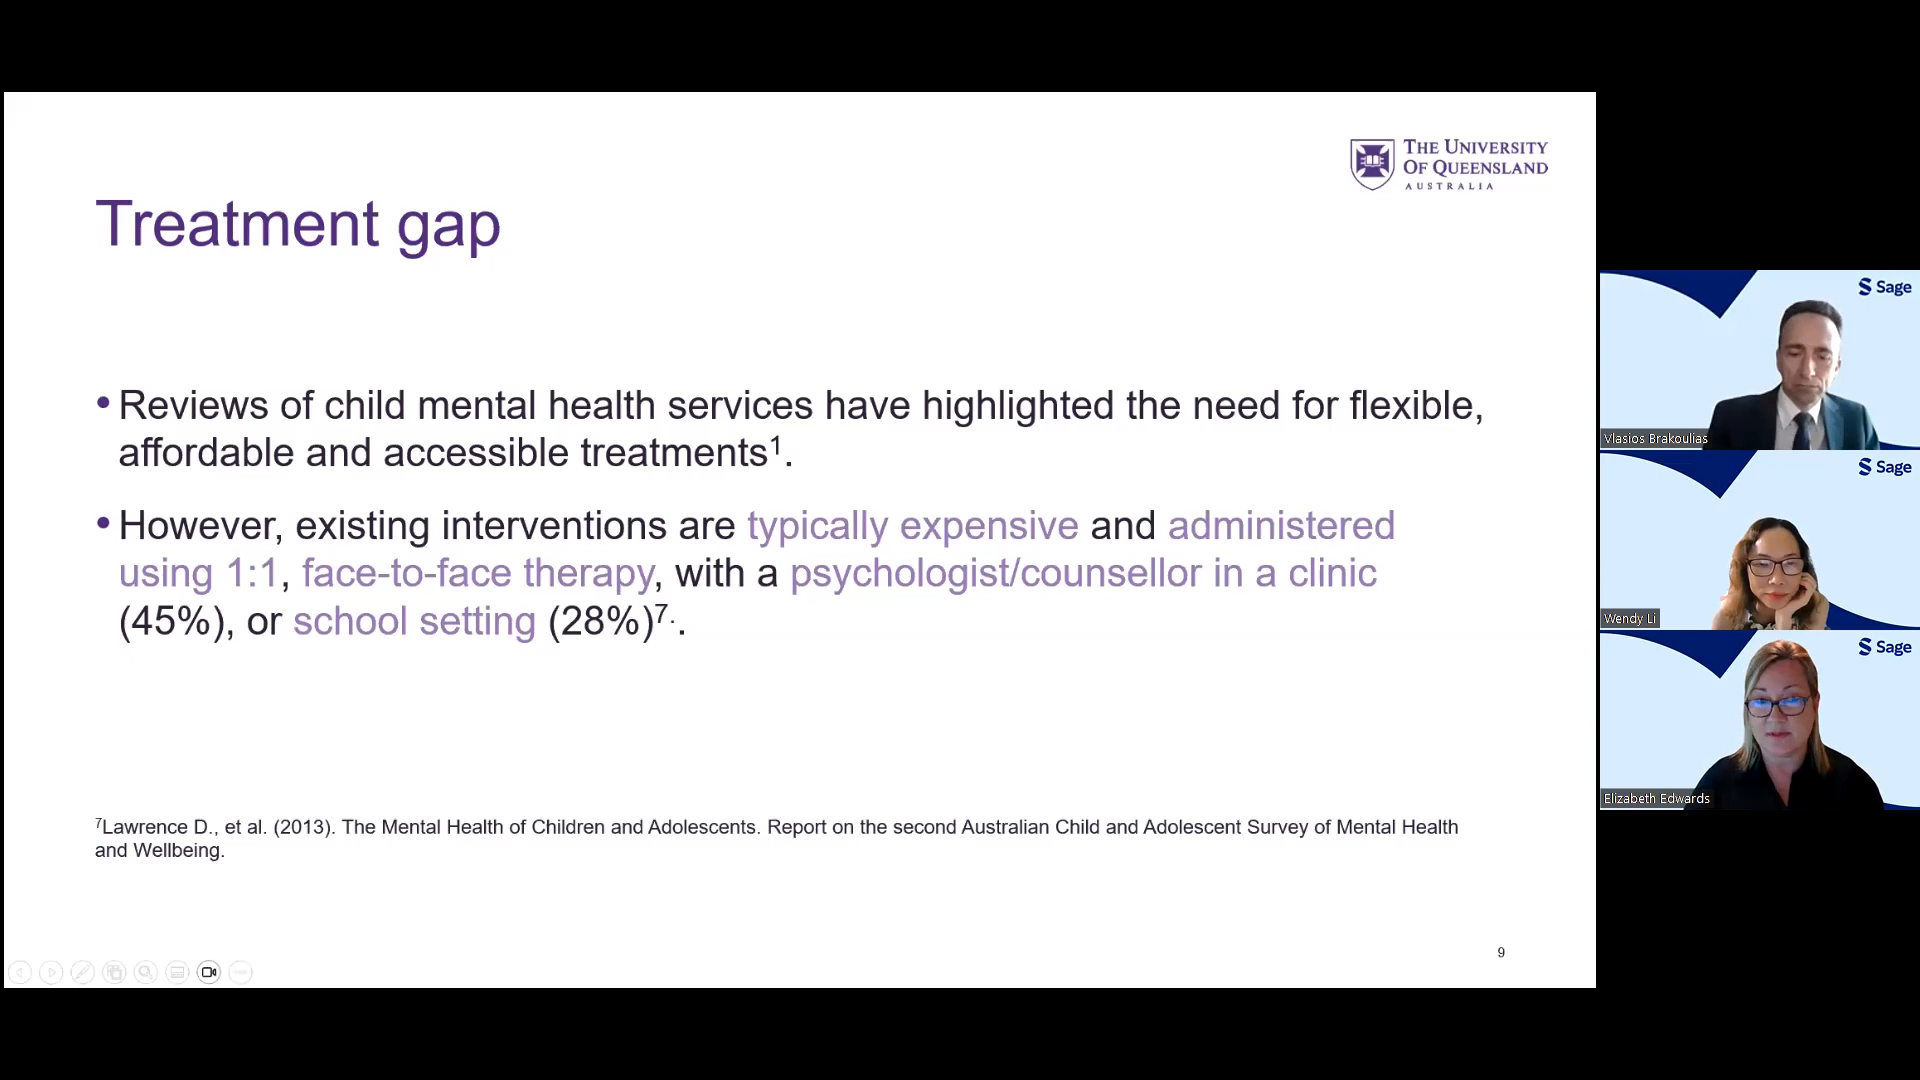 THE UNIVERSITY
OF QUEENSLAND
AUSTRALIA
Treatment gap
• Reviews of child mental health services have highlighted the need for flexible,
affordable and accessible treatments¹.
• However, existing interventions are typically expensive and administered
using 1:1, face-to-face therapy, with a psychologist/counsellor in a clinic
(45%), or school setting (28%)⁷·.
⁷Lawrence D., et al. (2013). The Mental Health of Children and Adolescents. Report on the second Australian Child and Adolescent Survey of Mental Health
and Wellbeing.
9
Sage
Vlasios Brakoulias
Sage
Wendy Li
Sage
Elizabeth Edwards